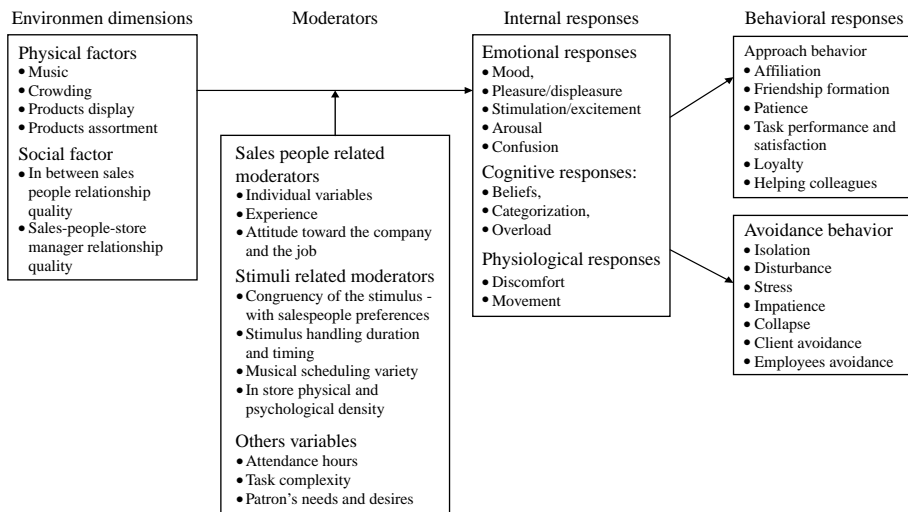 Environmen dimensions
Physical factors
• Music
• Crowding
• Products display
• Products assortment
Social factor
• In between sales
people relationship
quality
• Sales-people-store
manager relationship
quality
Moderators
Sales people related
moderators
• Individual variables
• Experience
• Attitude toward the company
and the job
Stimuli related moderators
• Congruency of the stimulus -
with salespeople preferences
• Stimulus handling duration
and timing
• Musical scheduling variety
• In store physical and
psychological density
Others variables
• Attendance hours
• Task complexity
• Patron's needs and desires
Internal responses
Emotional responses
• Mood,
• Pleasure/displeasure
• Stimulation/excitement
• Arousal
• Confusion
Cognitive responses:
• Beliefs,
• Categorization,
• Overload
Physiological responses
• Discomfort
• Movement
Behavioral responses
Approach behavior
• Affiliation
• Friendship formation
• Patience
• Task performance and
satisfaction
• Loyalty
• Helping colleagues
Avoidance behavior
• Isolation
• Disturbance
• Stress
• Impatience
• Collapse
• Client avoidance
• Employees avoidance